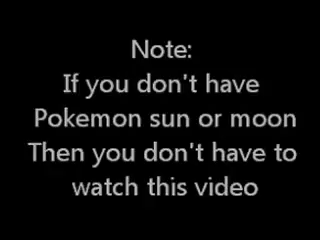 Note:
If you don't have
Pokemon sun or moon
Then you don't have to
watch this video